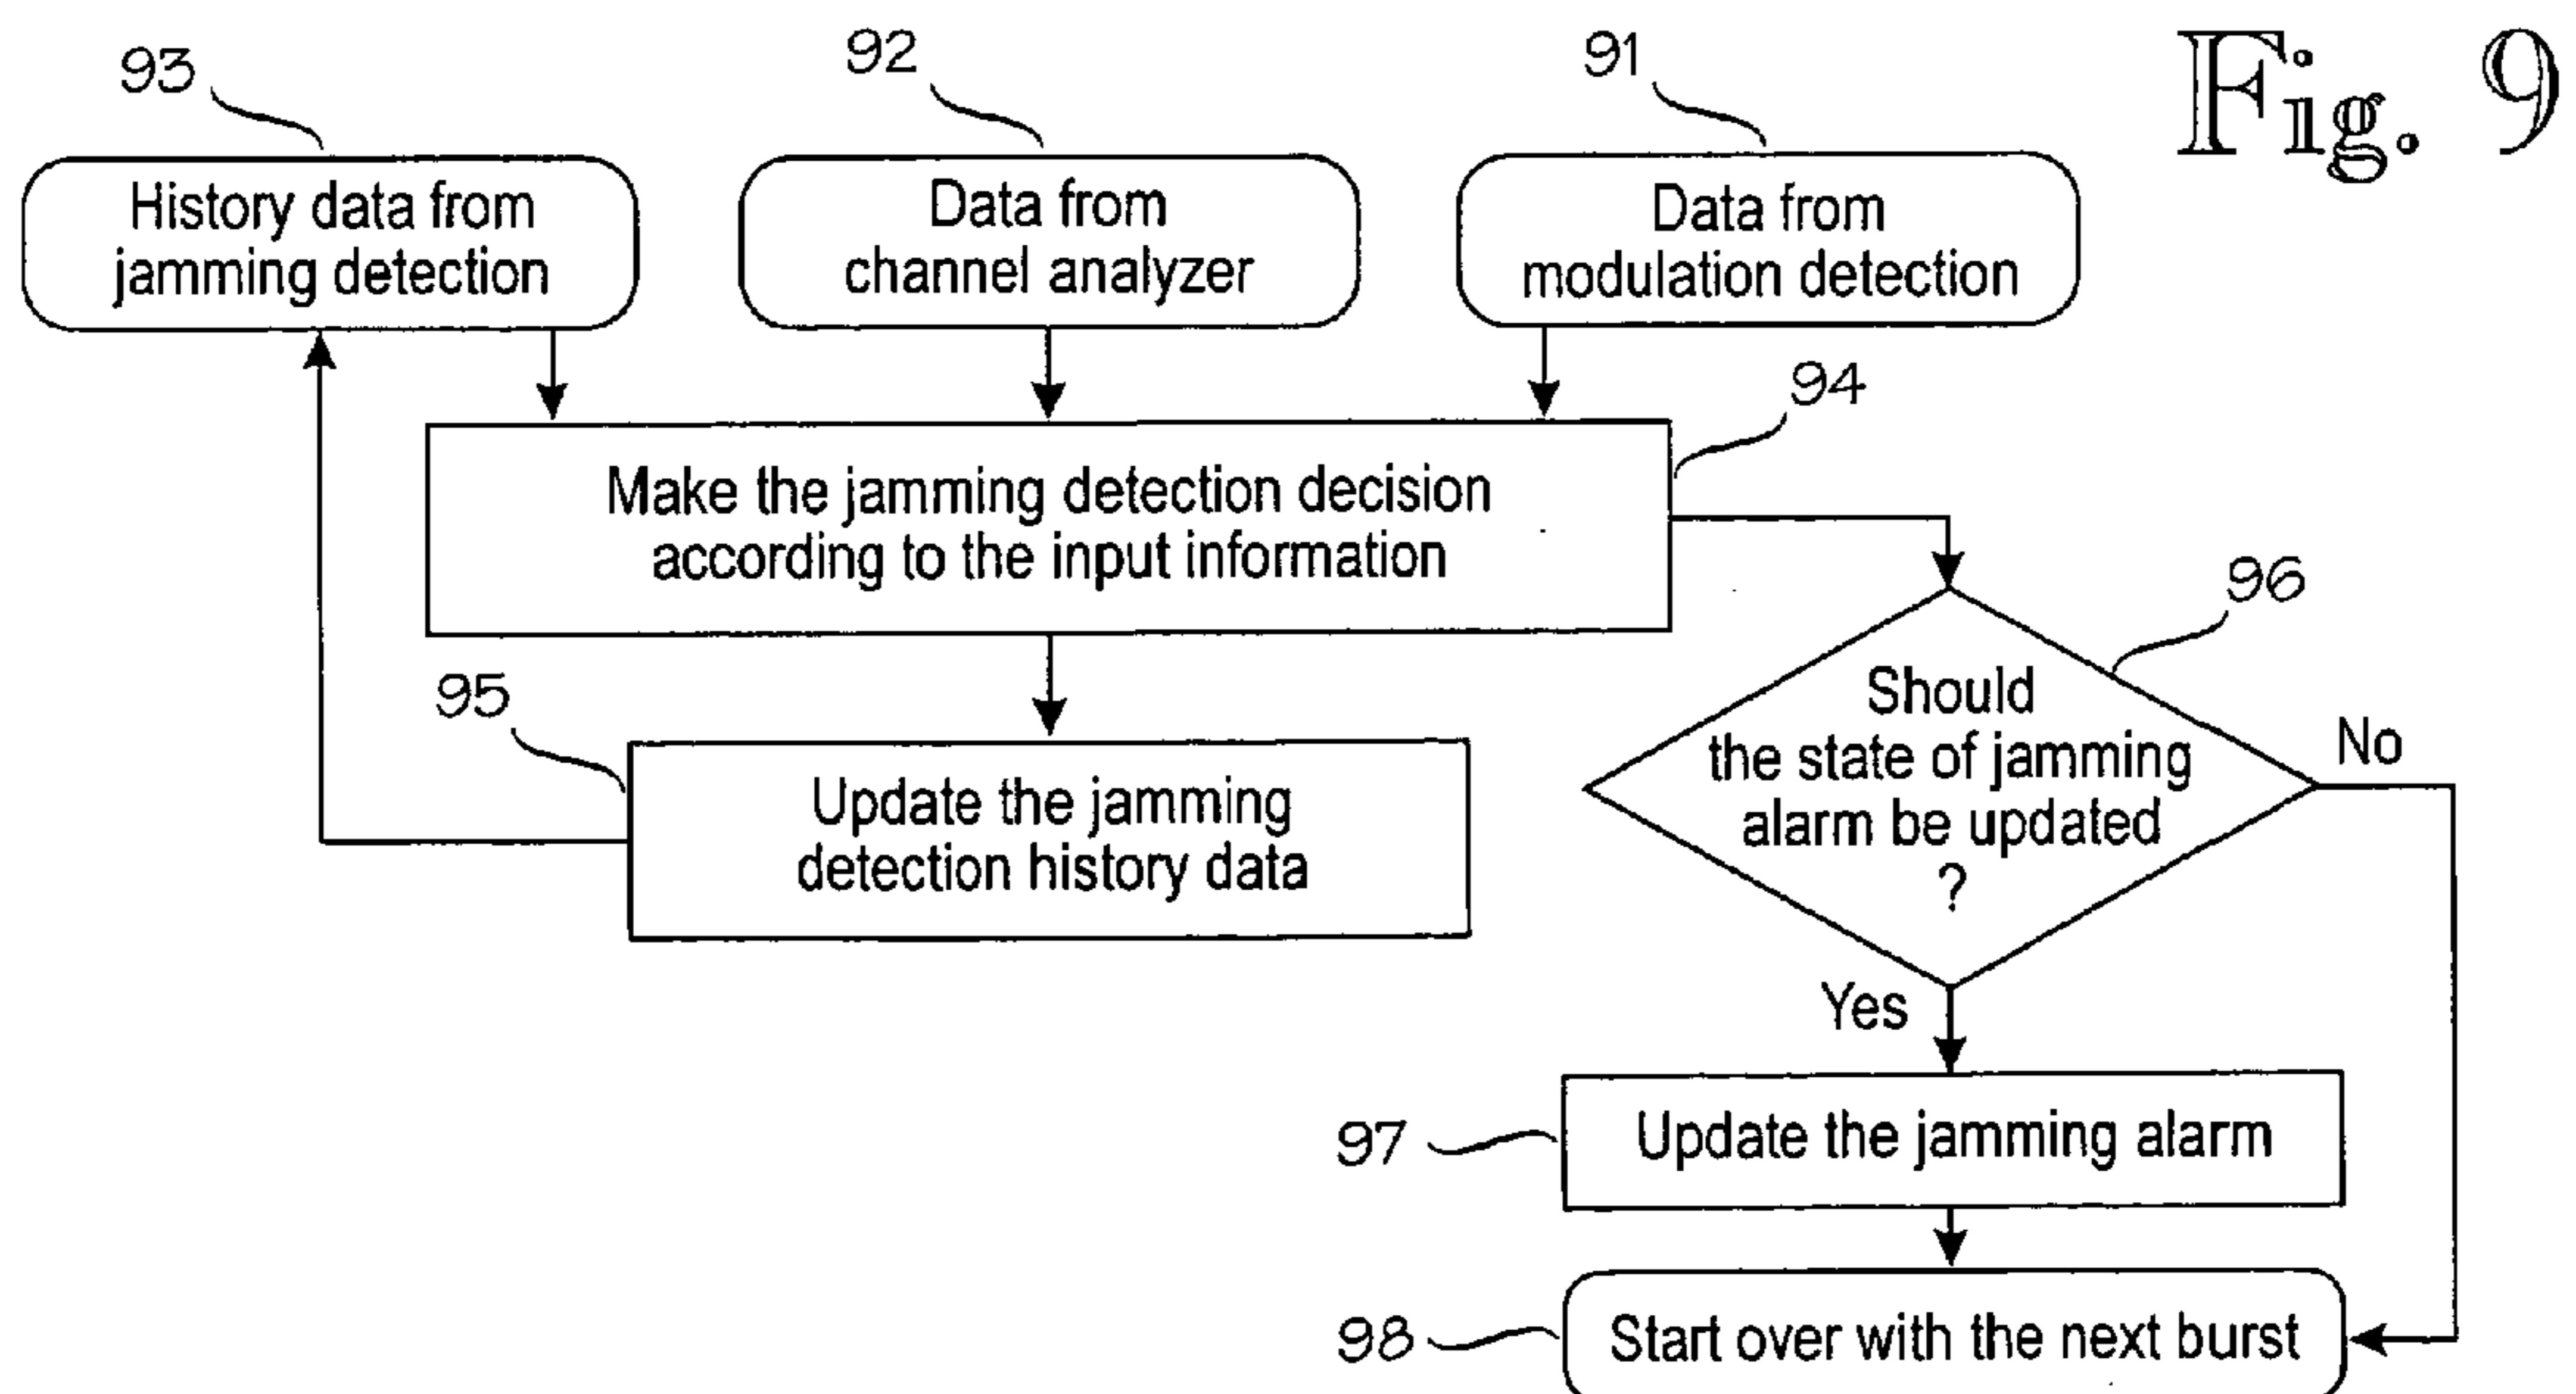 Fig. 9
93
92
91
History data from
jamming detection
Data from
channel analyzer
Data from
modulation detection
94
Make the jamming detection decision
according to the input information
96
95
Should
the state of jamming
alarm be updated
?
No
Update the jamming
detection history data
Yes
97
Update the jamming alarm
98
Start over with the next burst